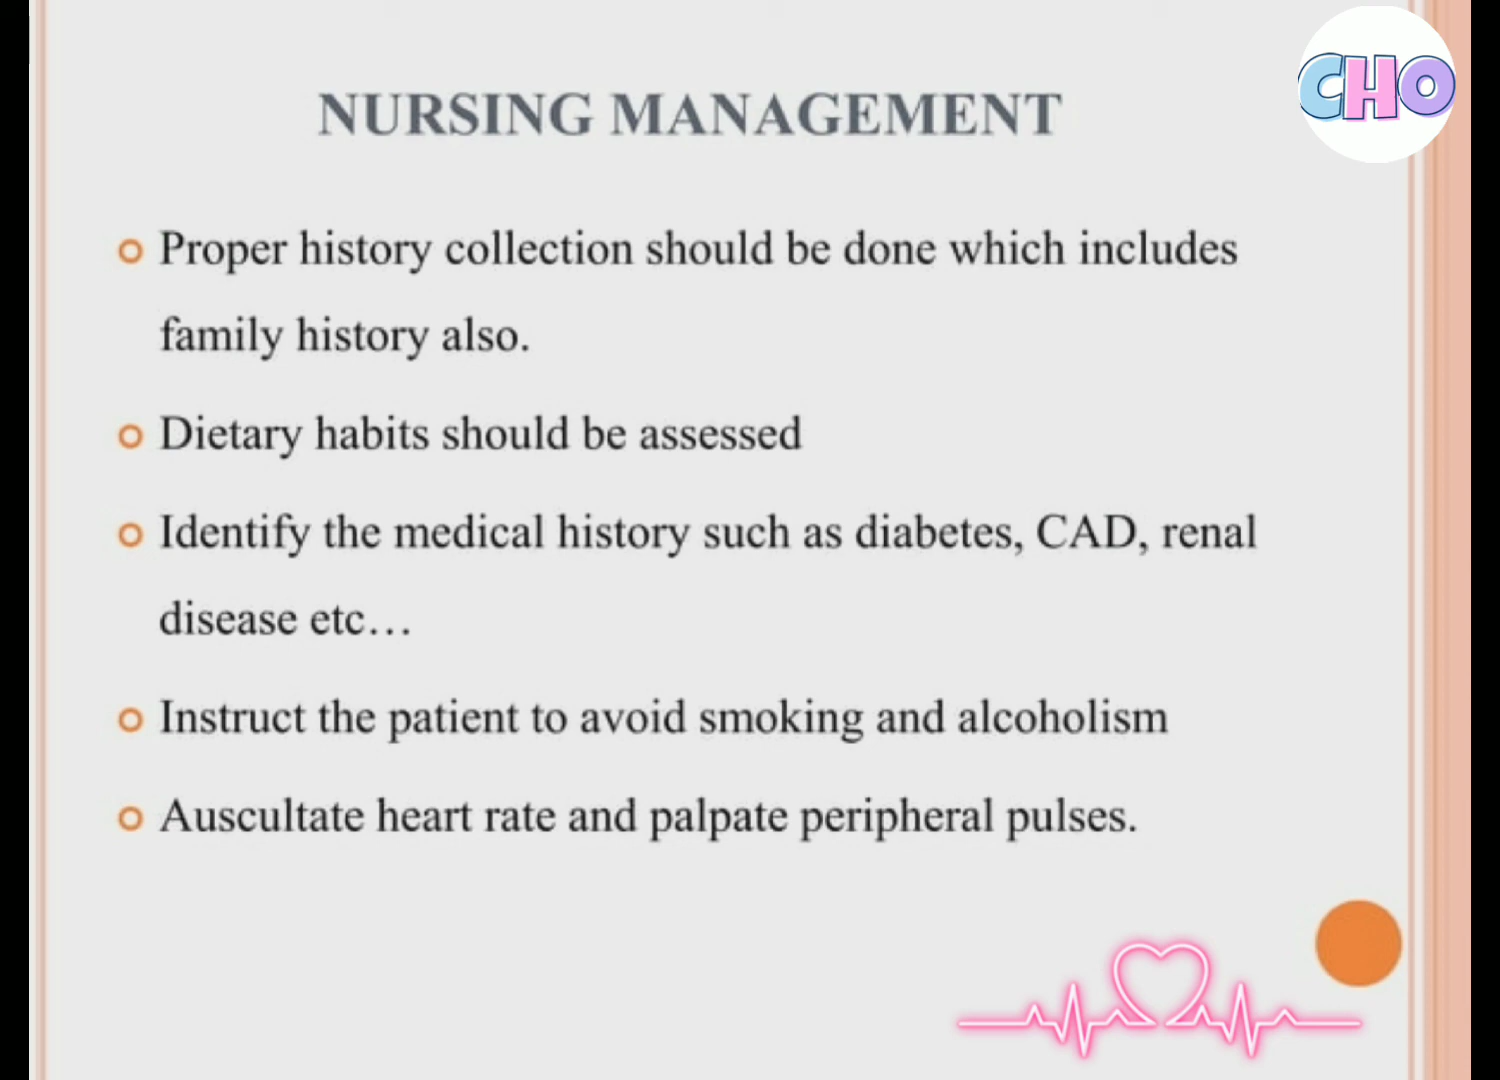 CHO
NURSING MANAGEMENT
Proper history collection should be done which includes
family history also.
Dietary habits should be assessed
Identify the medical history such as diabetes, CAD, renal
disease etc…
Instruct the patient to avoid smoking and alcoholism
Auscultate heart rate and palpate peripheral pulses.